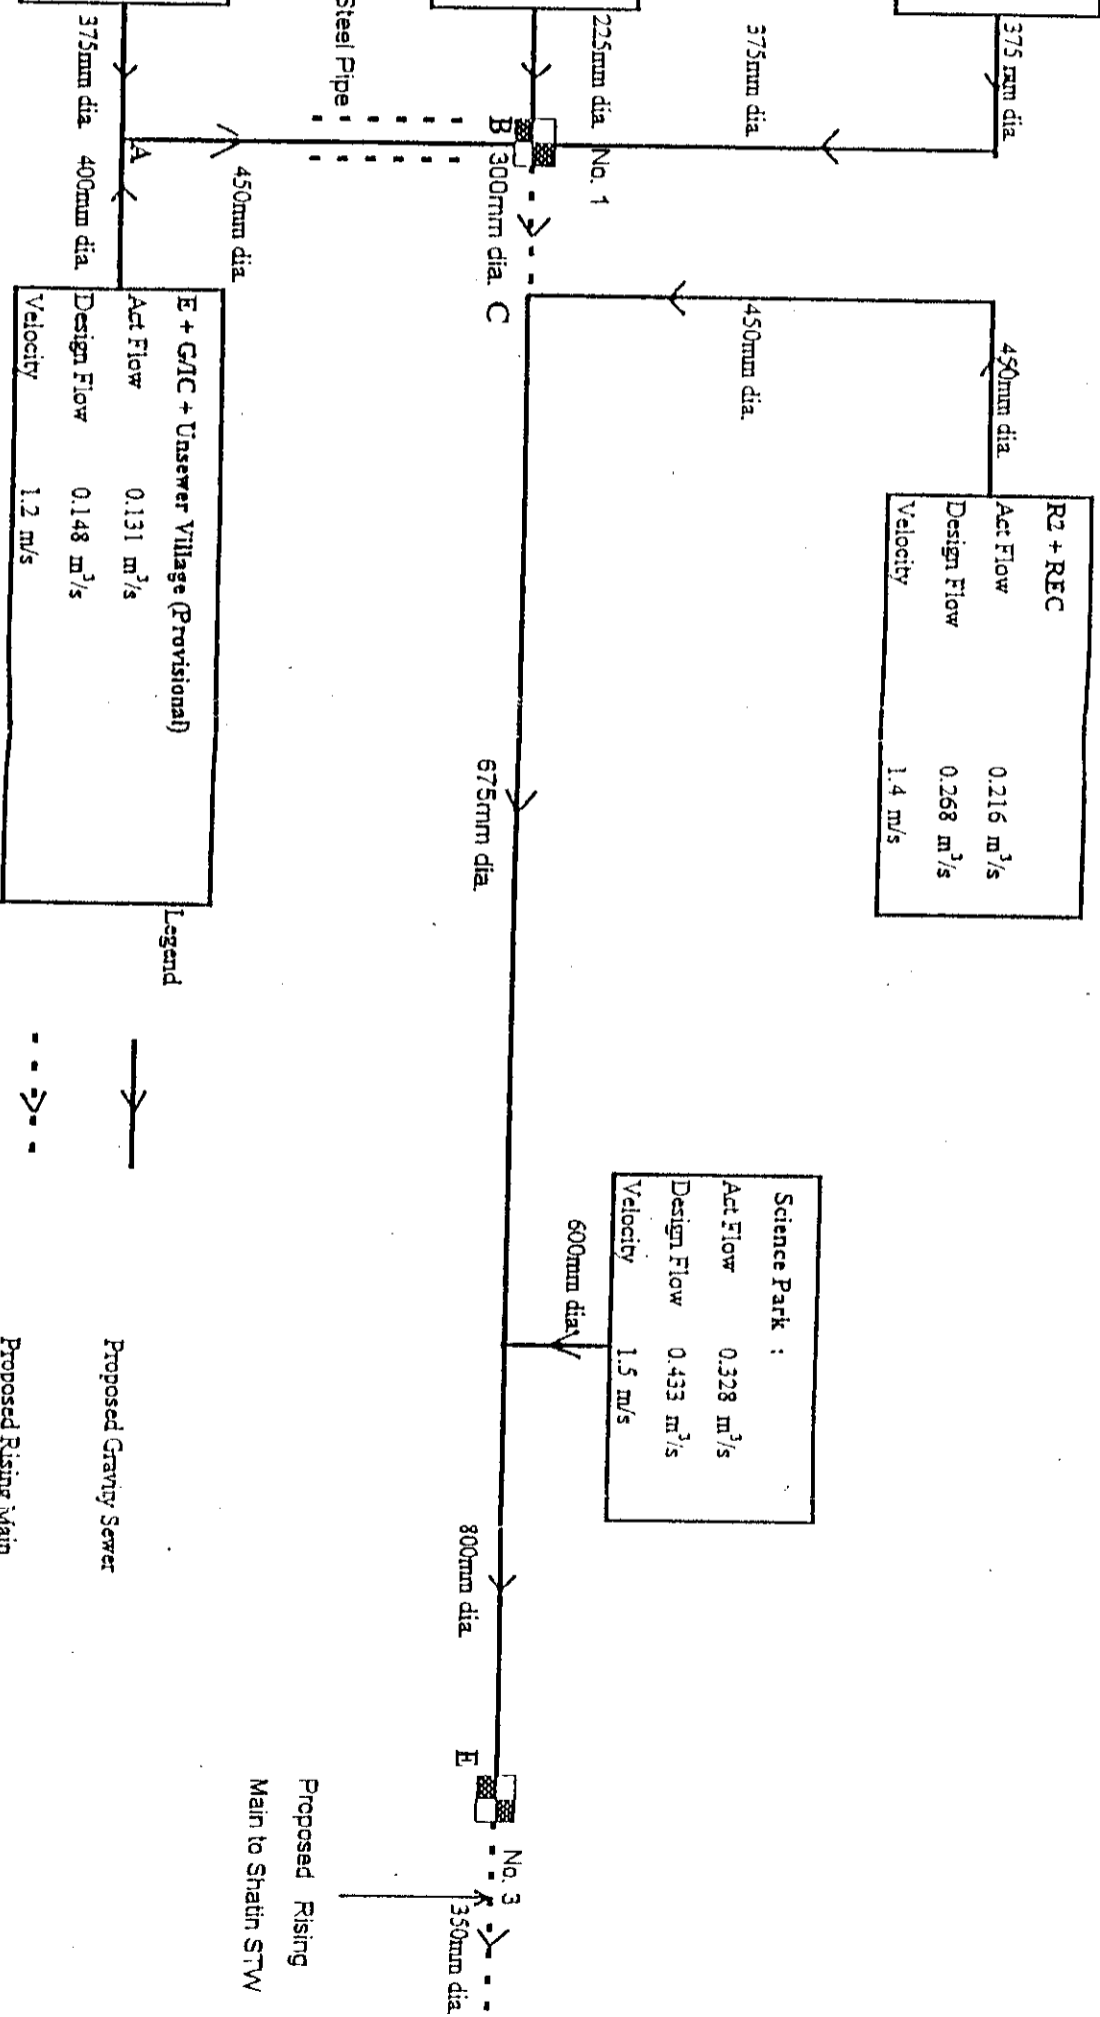 375 mm dia
375mm dia
R2 + REC
Act Flow 0.216 m³/s
Design Flow 0.268 m³/s
Velocity 1.4 m/s
450mm dia
450mm dia.
Science Park :
Act Flow 0.328 m³/s
Design Flow 0.433 m³/s
Velocity 1.5 m/s
600mm dia
225mm dia
No. 1
B
300mm dia.
C
675mm dia
800mm dia
E
No. 3
350mm dia
Proposed Rising
Main to Shatin STW
Steel Pipe
450mm dia
375mm dia
A
400mm dia.
E + G/IC + Unsewer Village (Provisional)
Act Flow 0.131 m³/s
Design Flow 0.148 m³/s
Velocity 1.2 m/s
Legend
Proposed Gravity Sewer
Proposed Rising Main